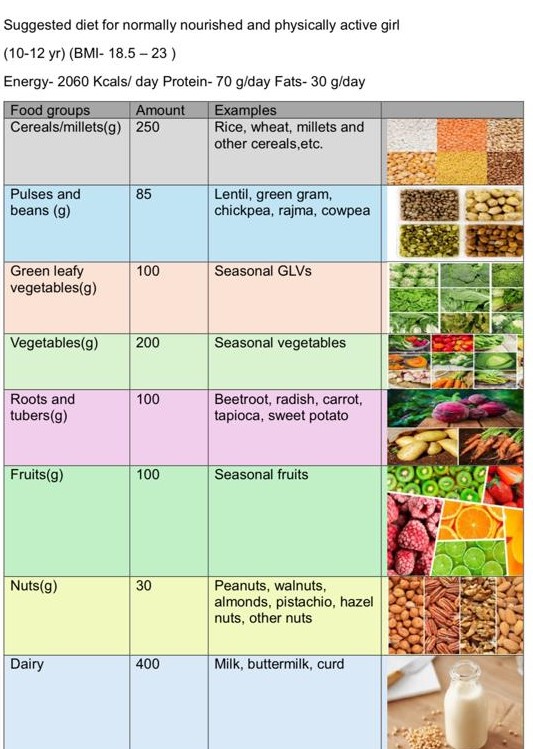 Suggested diet for normally nourished and physically active girl
(10-12 yr) (BMI- 18.5 – 23 )
Energy- 2060 Kcals/ day Protein- 70 g/day Fats- 30 g/day
Food groups Amount Examples
Cereals/millets(g) 250 Rice, wheat, millets and
other cereals,etc.
Pulses and 85 Lentil, green gram,
beans (g) chickpea, rajma, cowpea
Green leafy 100 Seasonal GLVs
vegetables(g)
Vegetables(g) 200 Seasonal vegetables
Roots and 100 Beetroot, radish, carrot,
tubers(g) tapioca, sweet potato
Fruits(g) 100 Seasonal fruits
Nuts(g) 30 Peanuts, walnuts,
almonds, pistachio, hazel
nuts, other nuts
Dairy 400 Milk, buttermilk, curd